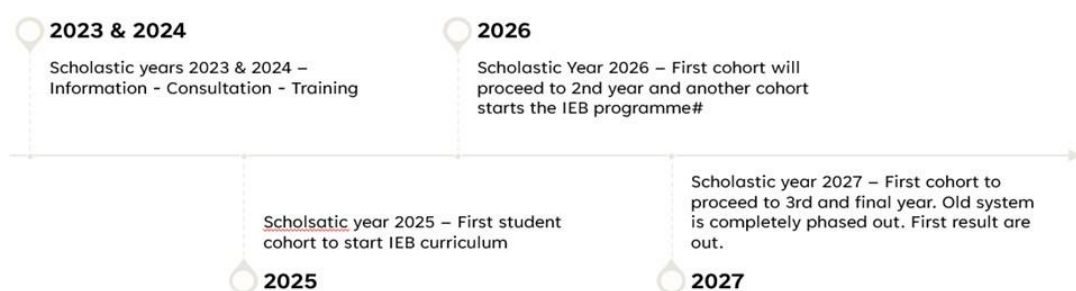 2023 & 2024
Scholastic years 2023 & 2024 –
Information - Consultation - Training
Scholsatic year 2025 – First student
cohort to start IEB curriculum
2025
2026
Scholastic Year 2026 – First cohort will
proceed to 2nd year and another cohort
starts the IEB programme#
Scholastic year 2027 – First cohort to
proceed to 3rd and final year. Old system
is completely phased out. First result are
out.
2027